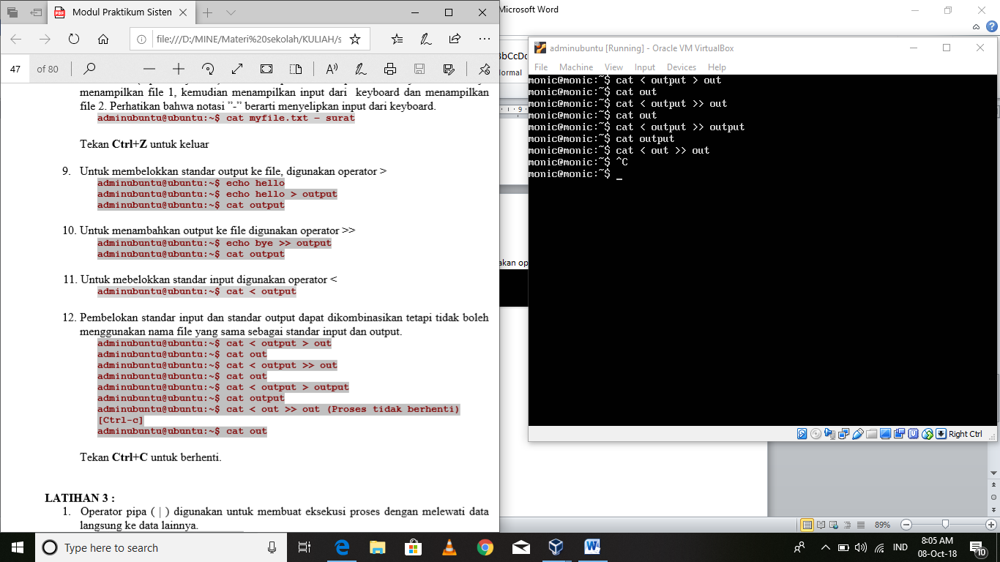 Modul Praktikum Sisten
file:///D:/MINE/Materi%20sekolah/KULIAH/s
47 of 80
menampilkan file 1, kemudian menampilkan input dari keyboard dan menampilkan
file 2. Perhatikan bahwa notasi ”-” berarti menyelipkan input dari keyboard.
adminubuntu@ubuntu:~$ cat myfile.txt – surat
Tekan Ctrl+Z untuk keluar
9. Untuk membelokkan standar output ke file, digunakan operator >
adminubuntu@ubuntu:~$ echo hello
adminubuntu@ubuntu:~$ echo hello > output
adminubuntu@ubuntu:~$ cat output
10. Untuk menambahkan output ke file digunakan operator >>
adminubuntu@ubuntu:~$ echo bye >> output
adminubuntu@ubuntu:~$ cat output
11. Untuk mebelokkan standar input digunakan operator <
adminubuntu@ubuntu:~$ cat < output
12. Pembelokan standar input dan standar output dapat dikombinasikan tetapi tidak boleh
menggunakan nama file yang sama sebagai standar input dan output.
adminubuntu@ubuntu:~$ cat < output > out
adminubuntu@ubuntu:~$ cat out
adminubuntu@ubuntu:~$ cat < output >> out
adminubuntu@ubuntu:~$ cat out
adminubuntu@ubuntu:~$ cat < output > output
adminubuntu@ubuntu:~$ cat output
adminubuntu@ubuntu:~$ cat < out >> out (Proses tidak berhenti)
[Ctrl-c]
adminubuntu@ubuntu:~$ cat out
Tekan Ctrl+C untuk berhenti.
LATIHAN 3 :
1. Operator pipa ( | ) digunakan untuk membuat eksekusi proses dengan melewati data
langsung ke data lainnya.
Microsoft Word
bCcDc
ormal
9
akan op
adminubuntu [Running] - Oracle VM VirtualBox
File Machine View Input Devices Help
monic@monic:~$ cat < output > out
monic@monic:~$ cat out
monic@monic:~$ cat < output >> out
monic@monic:~$ cat out
monic@monic:~$ cat < output >> output
monic@monic:~$ cat output
monic@monic:~$ cat < out >> out
monic@monic:~$ ^C
monic@monic:~$ _
Right Ctrl
89%
Type here to search
IND
8:05 AM
08-Oct-18
10